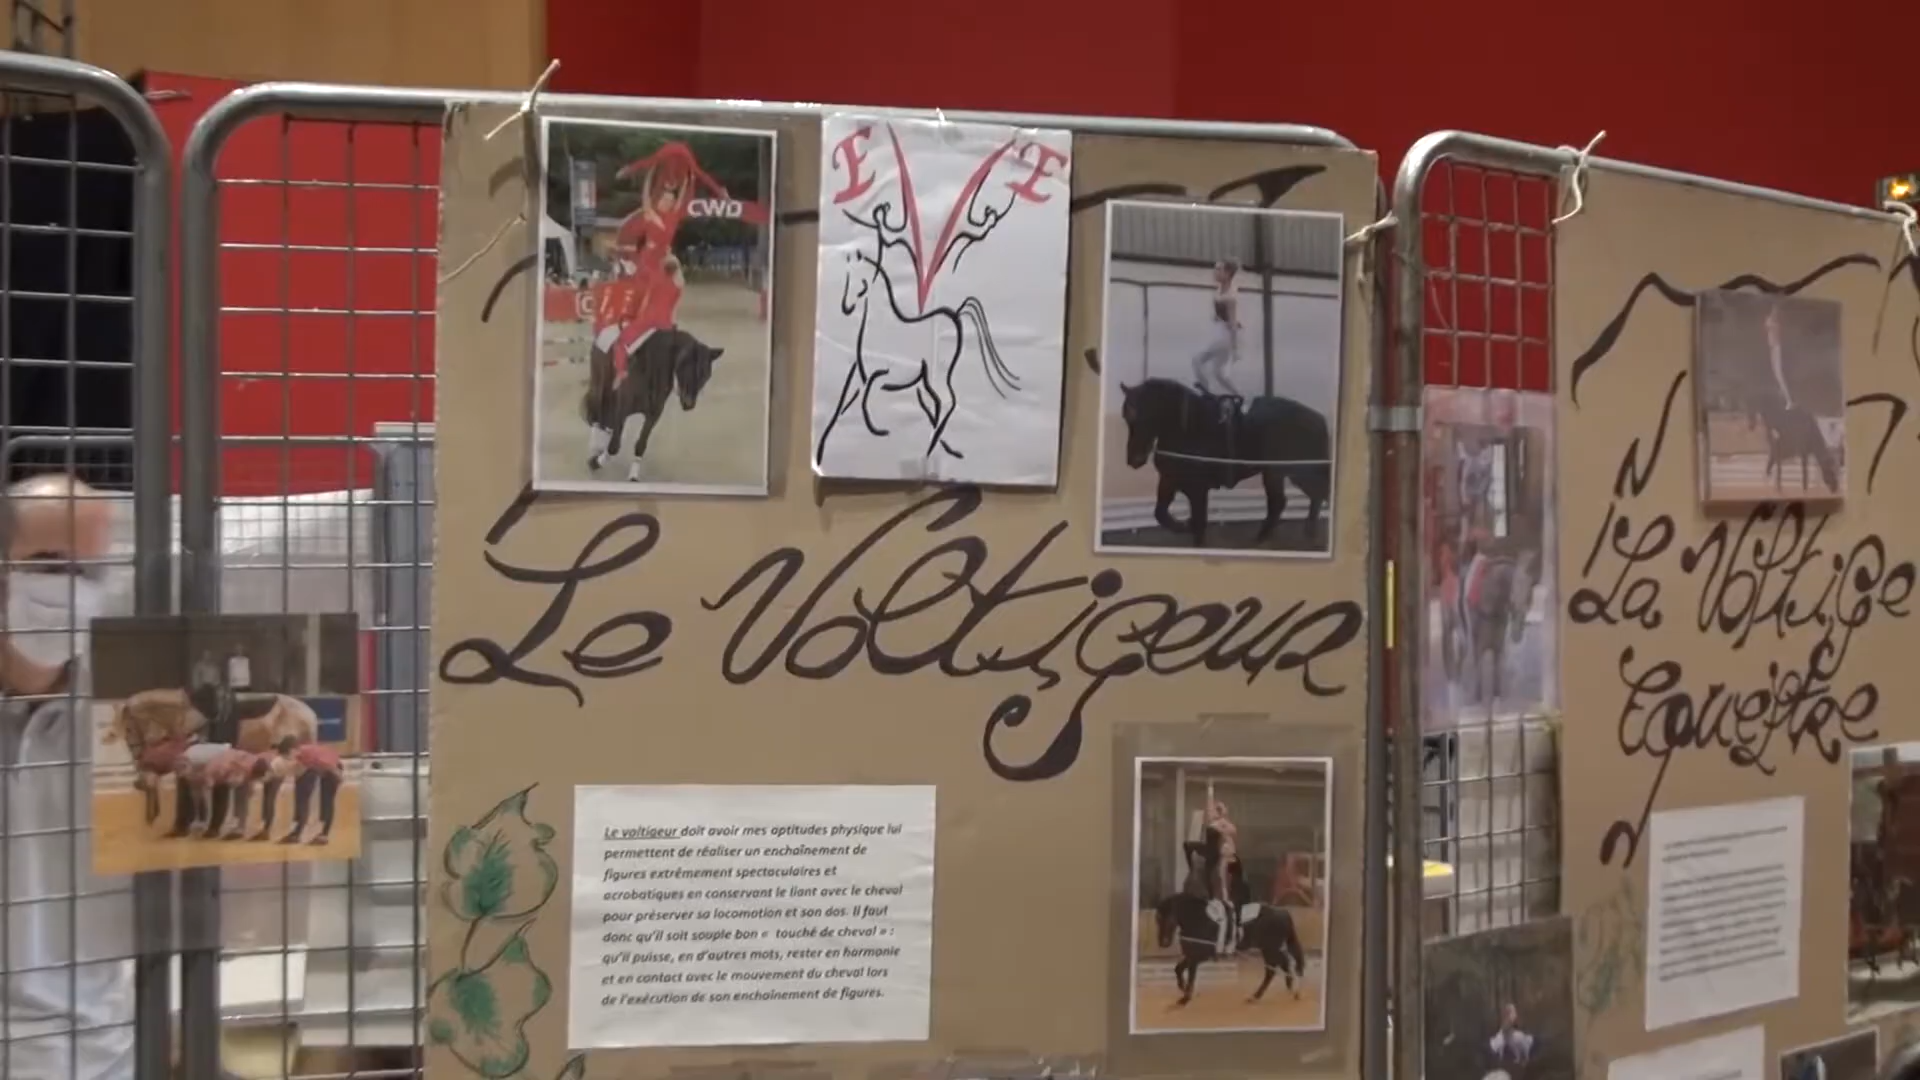 CWD
E V E
Le Voltigeur
Le voltigeur doit avoir mes aptitudes physique lui
permettent de réaliser un enchaînement de
figures extrêmement spectaculaires et
acrobatiques en conservant le liant avec le cheval
pour préserver sa locomotion et son dos. Il faut
donc qu'il soit souple bon « touché de cheval » :
qu'il puisse, en d'autres mots, rester en harmonie
et en contact avec le mouvement du cheval lors
de l'exécution de son enchaînement de figures.
La Voltige
Equestre